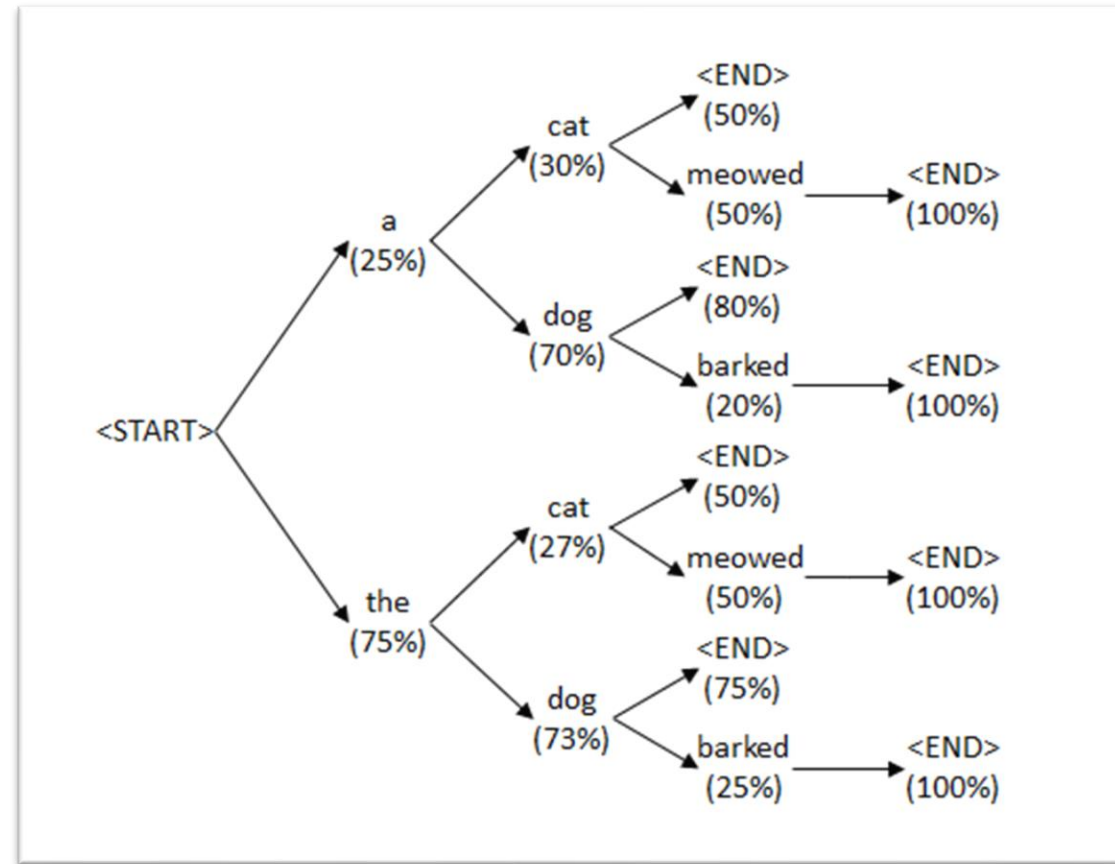 <END>
(50%)
cat
(30%)
meowed
(50%)
<END>
(100%)
a
(25%)
<END>
(80%)
dog
(70%)
barked
(20%)
<END>
(100%)
<START>
<END>
(50%)
cat
(27%)
meowed
(50%)
<END>
(100%)
the
(75%)
<END>
(75%)
dog
(73%)
barked
(25%)
<END>
(100%)